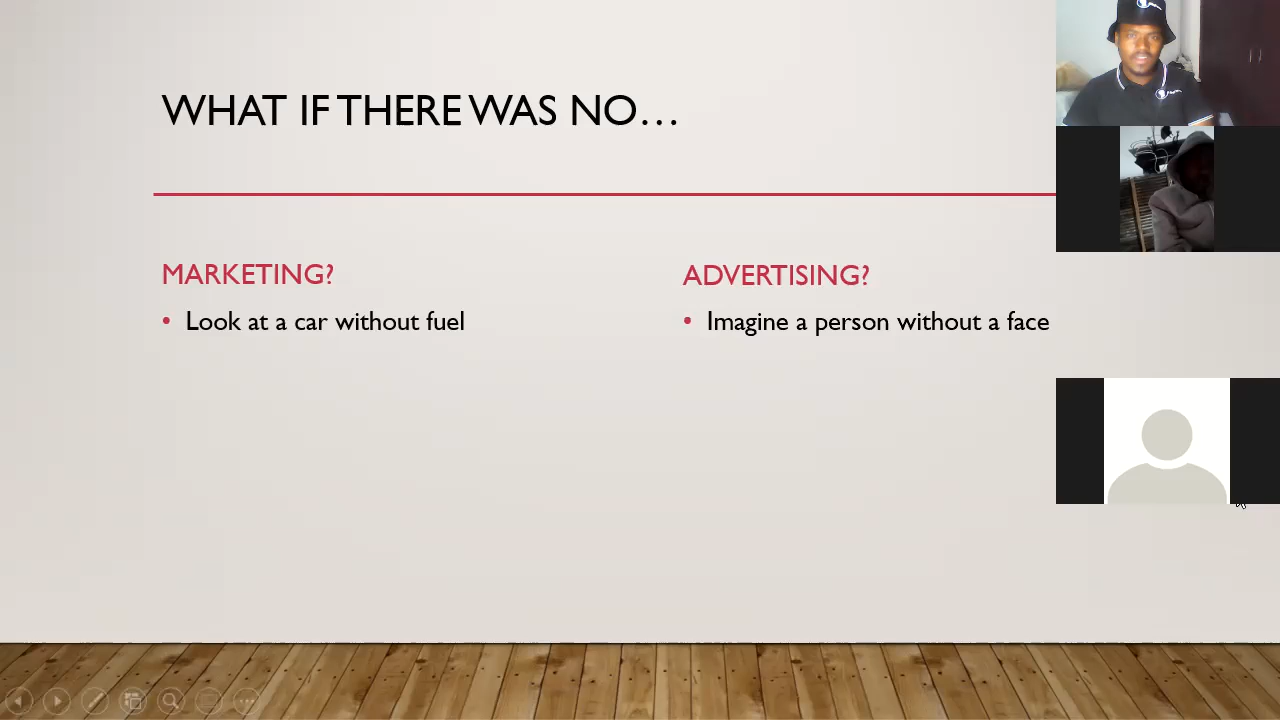 WHAT IF THERE WAS NO...
MARKETING?
• Look at a car without fuel
ADVERTISING?
• Imagine a person without a face